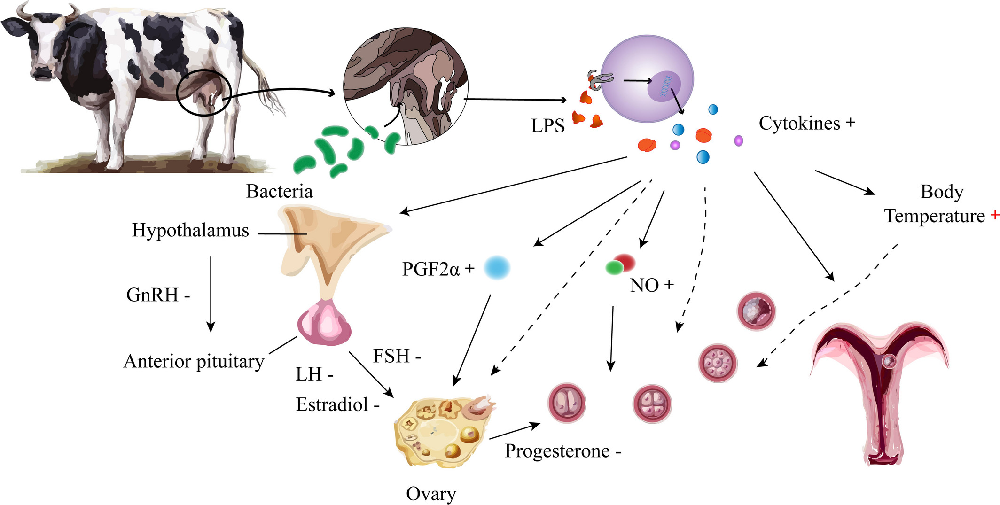 LPS
Cytokines +
Bacteria
Body
Temperature +
Hypothalamus
PGF2α +
NO +
GnRH -
Anterior pituitary
FSH -
LH -
Estradiol -
Progesterone -
Ovary